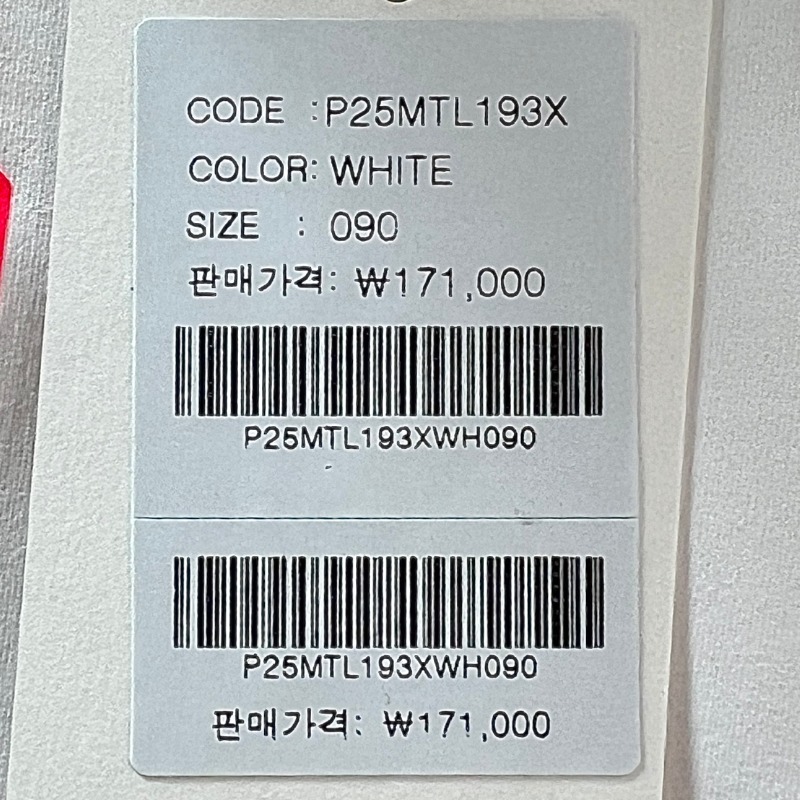 CODE :P25MTL193X
COLOR: WHITE
SIZE : 090
판매가격: ₩171,000
P25MTL193XWH090
P25MTL193XWH090
판매가격: ₩171,000